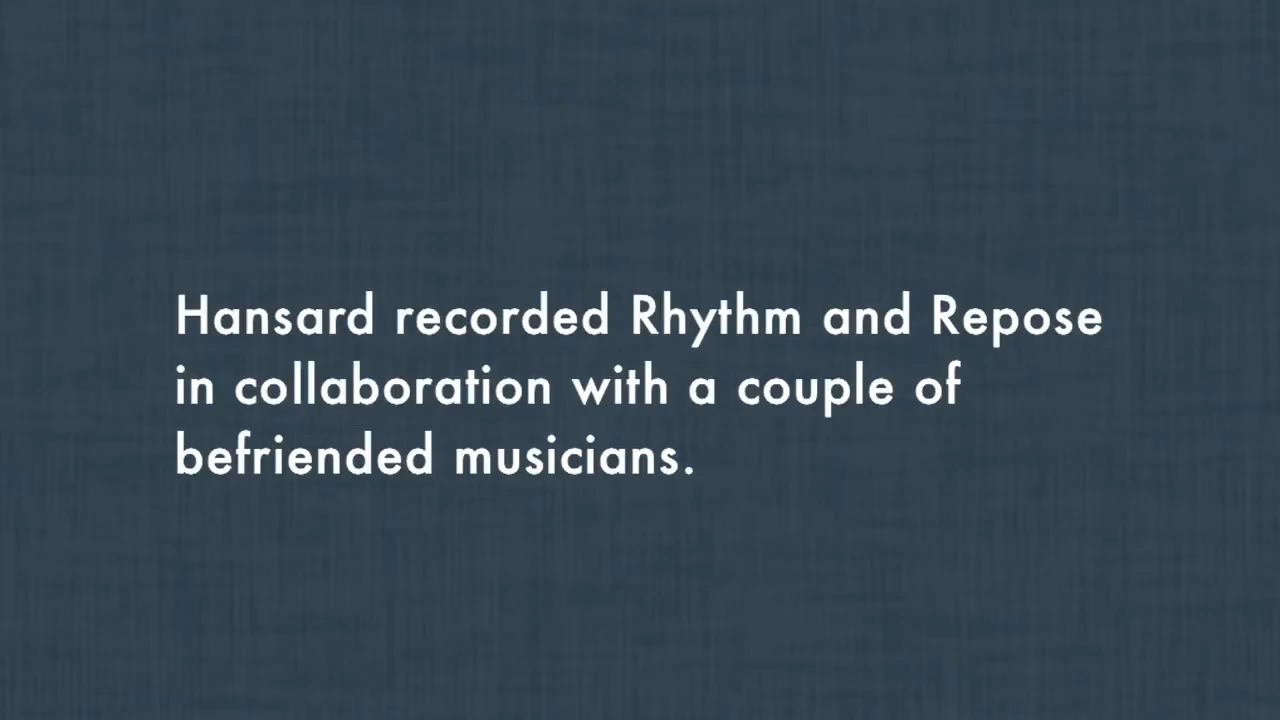 Hansard recorded Rhythm and Repose
in collaboration with a couple of
befriended musicians.